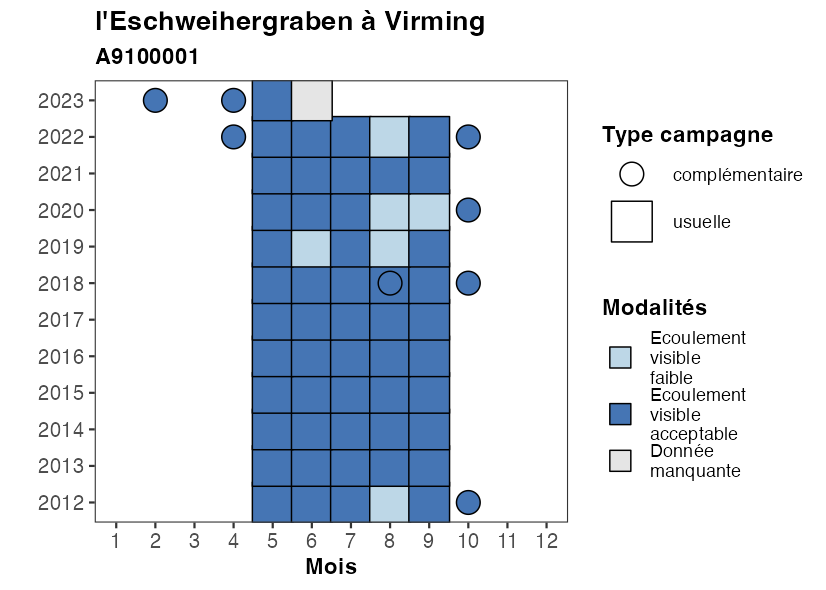 l'Eschweihergraben à Virming
A9100001
2023
2022
2021
2020
2019
2018
2017
2016
2015
2014
2013
2012
1 2 3 4 5 6 7 8 9 10 11 12
Mois
Type campagne
complémentaire
usuelle
Modalités
Ecoulement
visible
faible
Ecoulement
visible
acceptable
Donnée
manquante